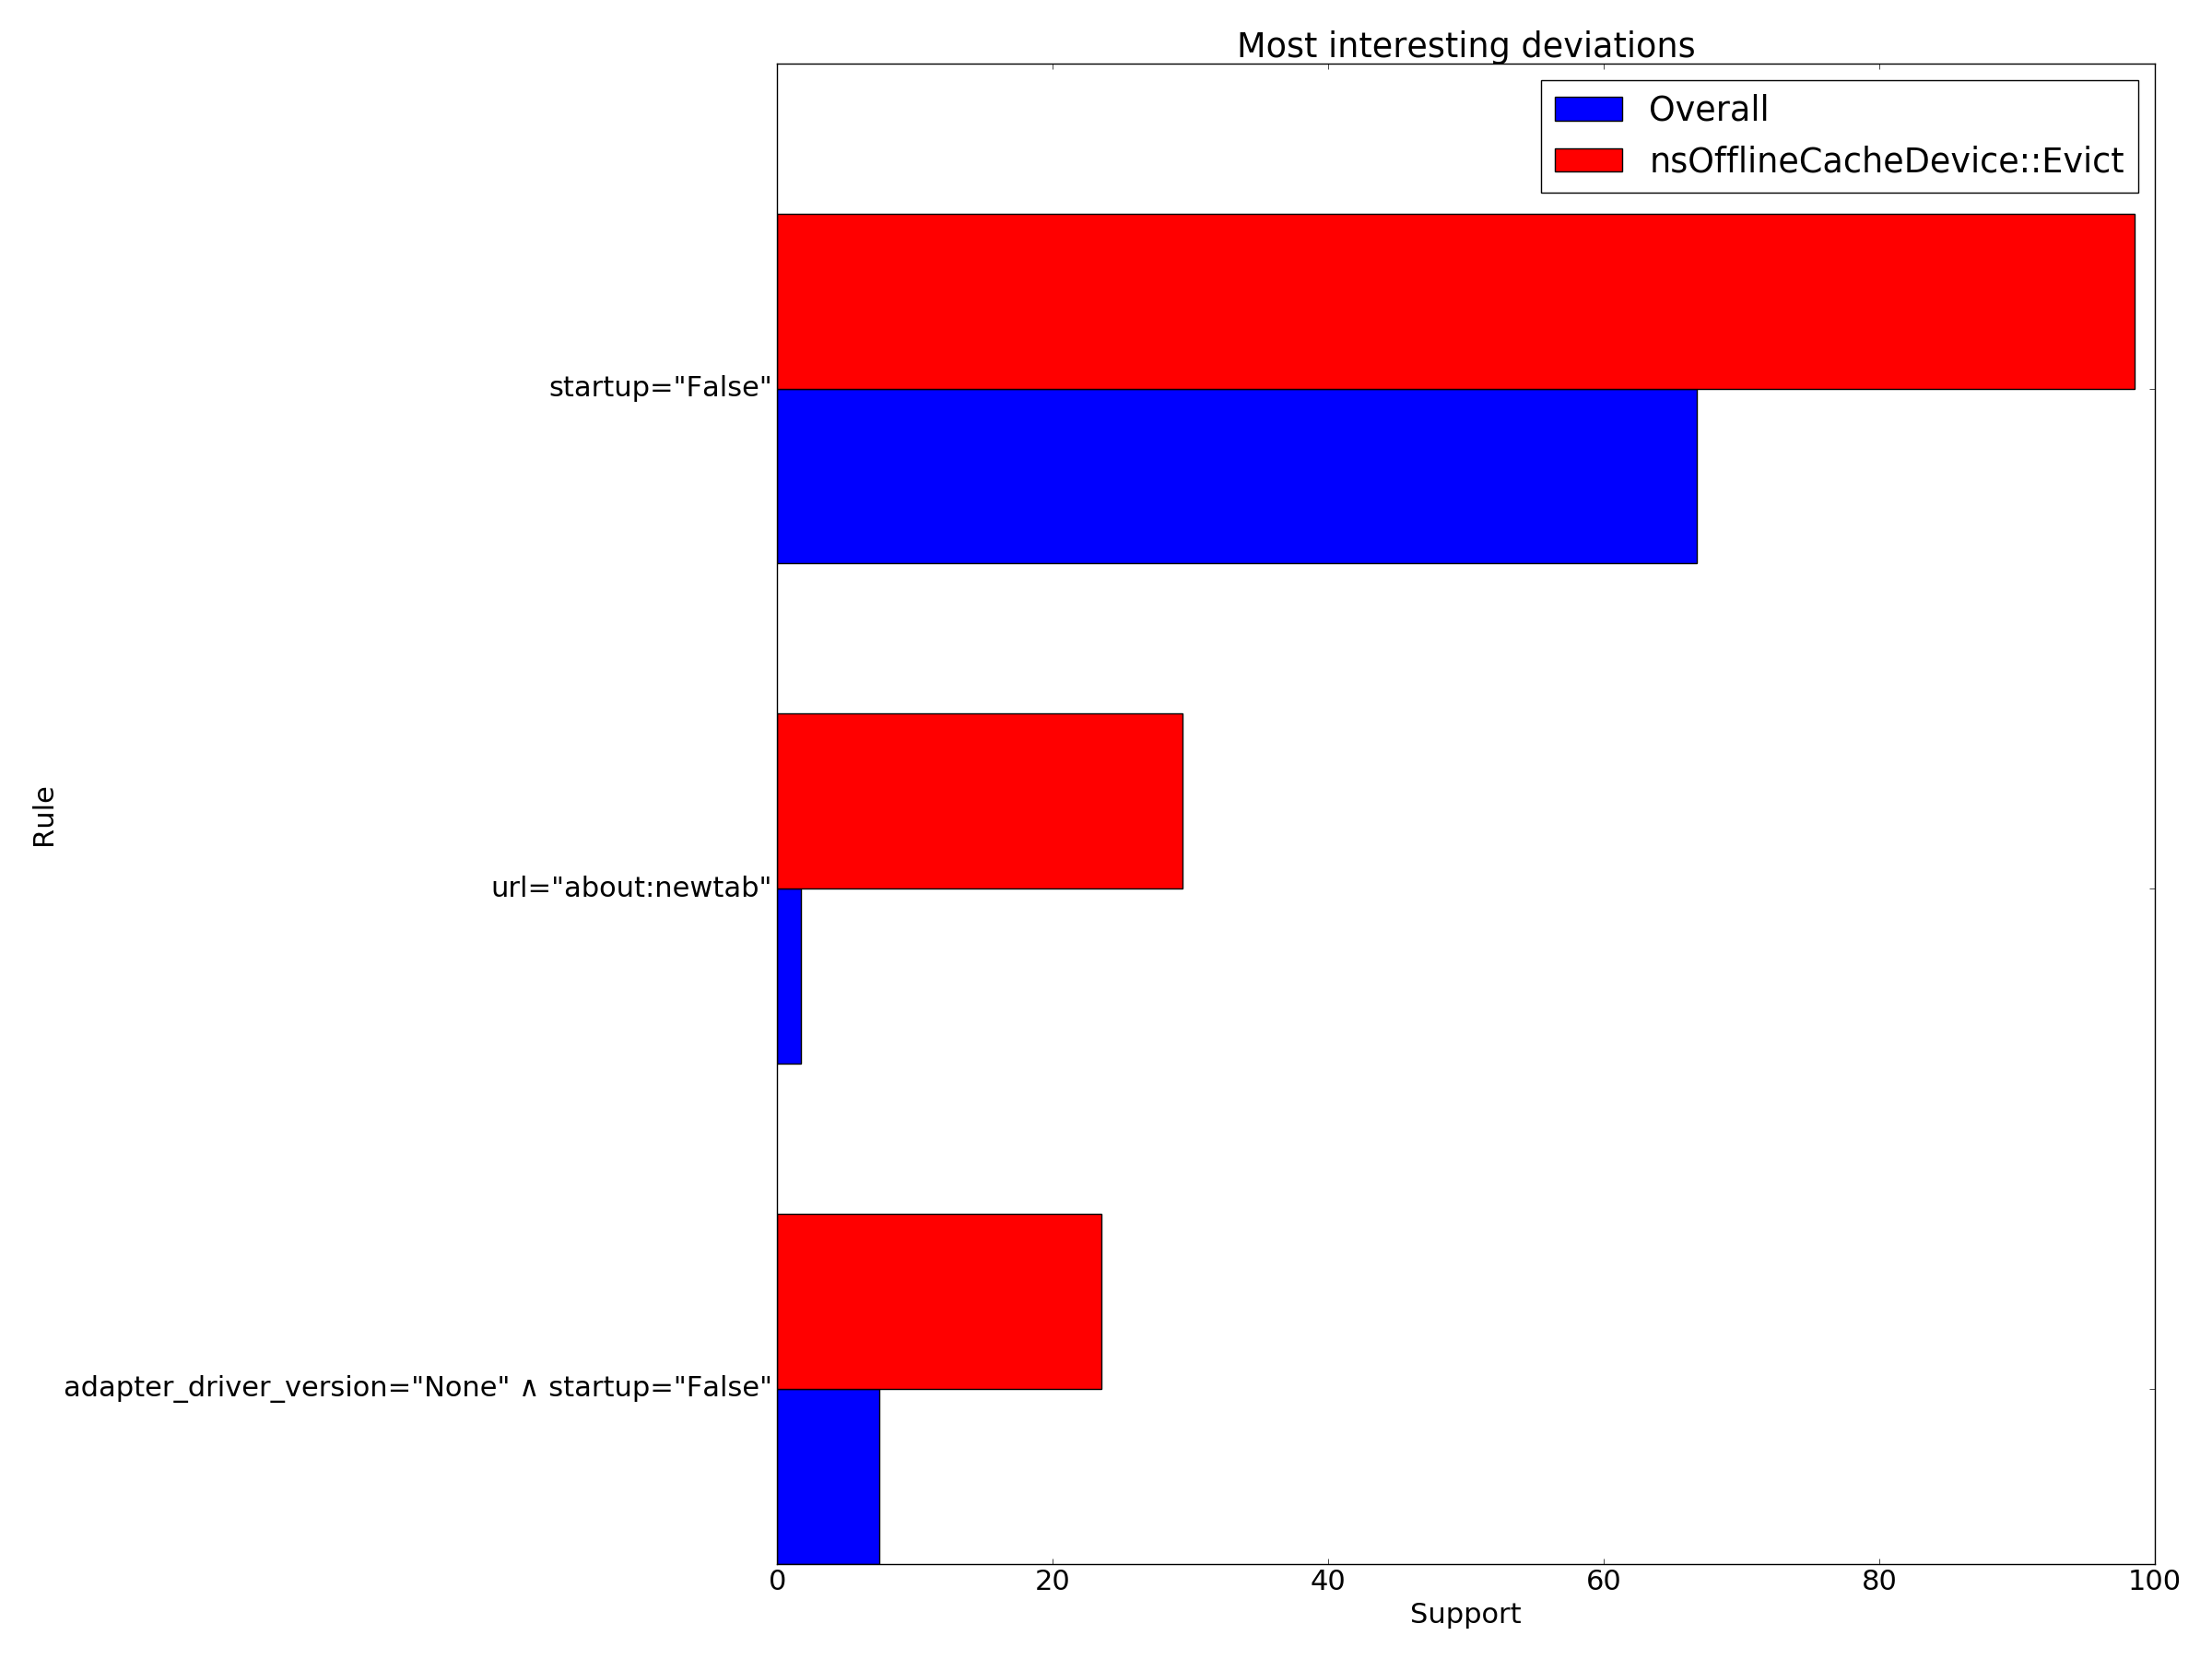 Most interesting deviations
Overall
nsOfflineCacheDevice::Evict
startup="False"
url="about:newtab"
adapter_driver_version="None" ∧ startup="False"
Rule
0 20 40 60 80 100
Support